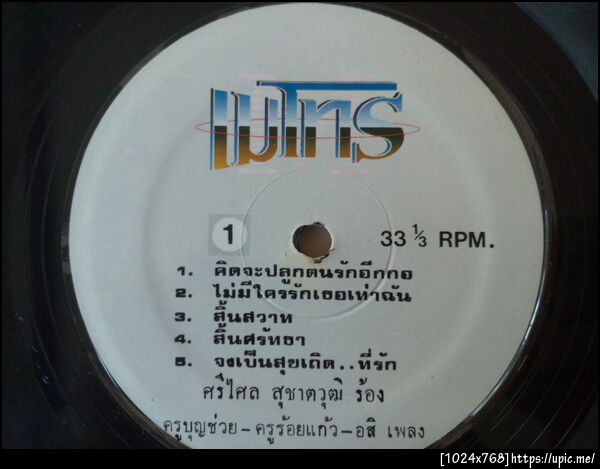 เมโทร
1
33 ⅓ RPM.
1. คิดจะปลูกต้นรักอีกกอ
2. ไม่มีใครรักเธอเท่าฉัน
3. สิ้นสวาท
4. สิ้นศรัทธา
5. จงเป็นสุขเถิด..ที่รัก
ศรีไศล สุชาตวุฒิ ร้อง
ครูบุญช่วย-ครูร้อยแก้ว-อสิ เพลง
[1024x768]https://upic.me/